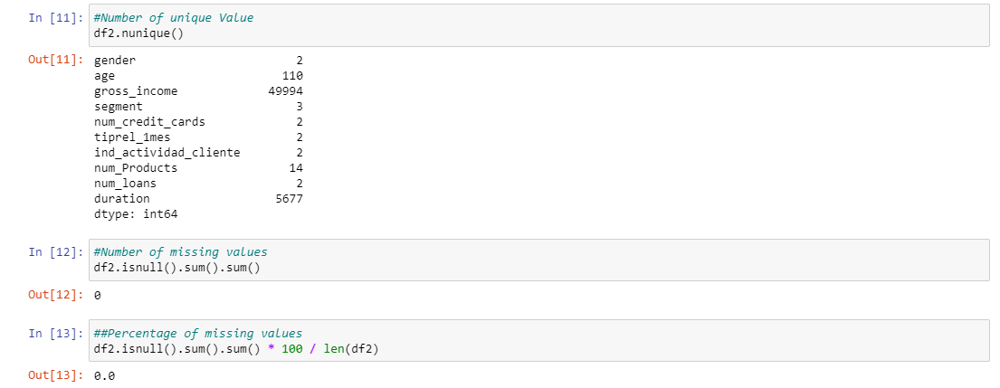 In [11]: #Number of unique Value
df2.nunique()
Out[11]: gender 2
age 110
gross_income 49994
segment 3
num_credit_cards 2
tiprel_1mes 2
ind_actividad_cliente 2
num_Products 14
num_loans 2
duration 5677
dtype: int64
In [12]: #Number of missing values
df2.isnull().sum().sum()
Out[12]: 0
In [13]: ##Percentage of missing values
df2.isnull().sum().sum() * 100 / len(df2)
Out[13]: 0.0